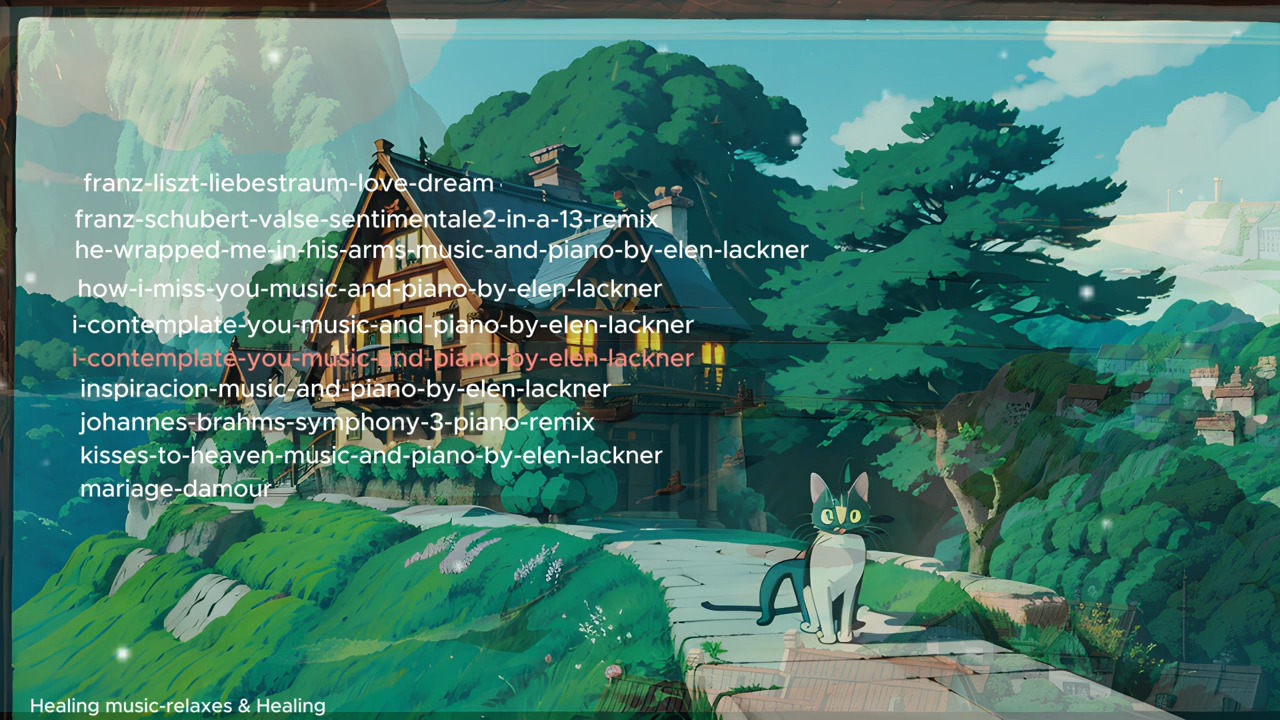 franz-liszt-liebestraum-love-dream
franz-schubert-valse-sentimentale2-in-a-13-remix
he-wrapped-me-in-his-arms-music-and-piano-by-elen-lackner
how-i-miss-you-music-and-piano-by-elen-lackner
i-contemplate-you-music-and-piano-by-elen-lackner
i-contemplate-you-music-and-piano-by-elen-lackner
inspiracion-music-and-piano-by-elen-lackner
johannes-brahms-symphony-3-piano-remix
kisses-to-heaven-music-and-piano-by-elen-lackner
mariage-damour
Healing music-relaxes & Healing